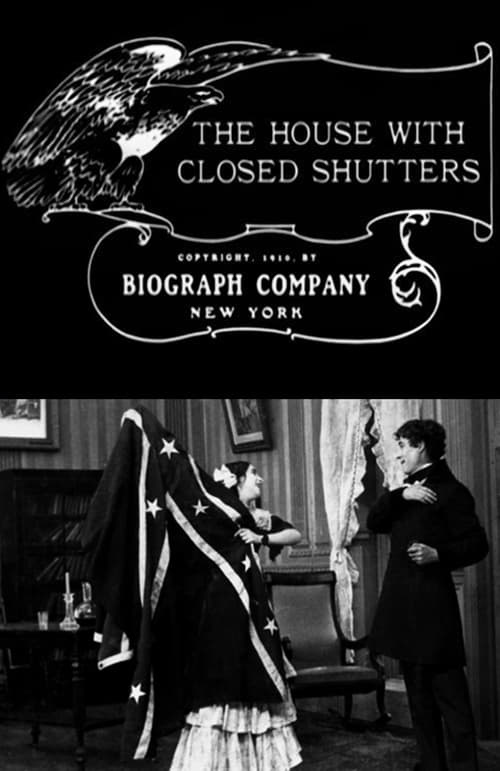 THE HOUSE WITH
CLOSED SHUTTERS
COPYRIGHT. 1910. BY
BIOGRAPH COMPANY
NEW YORK